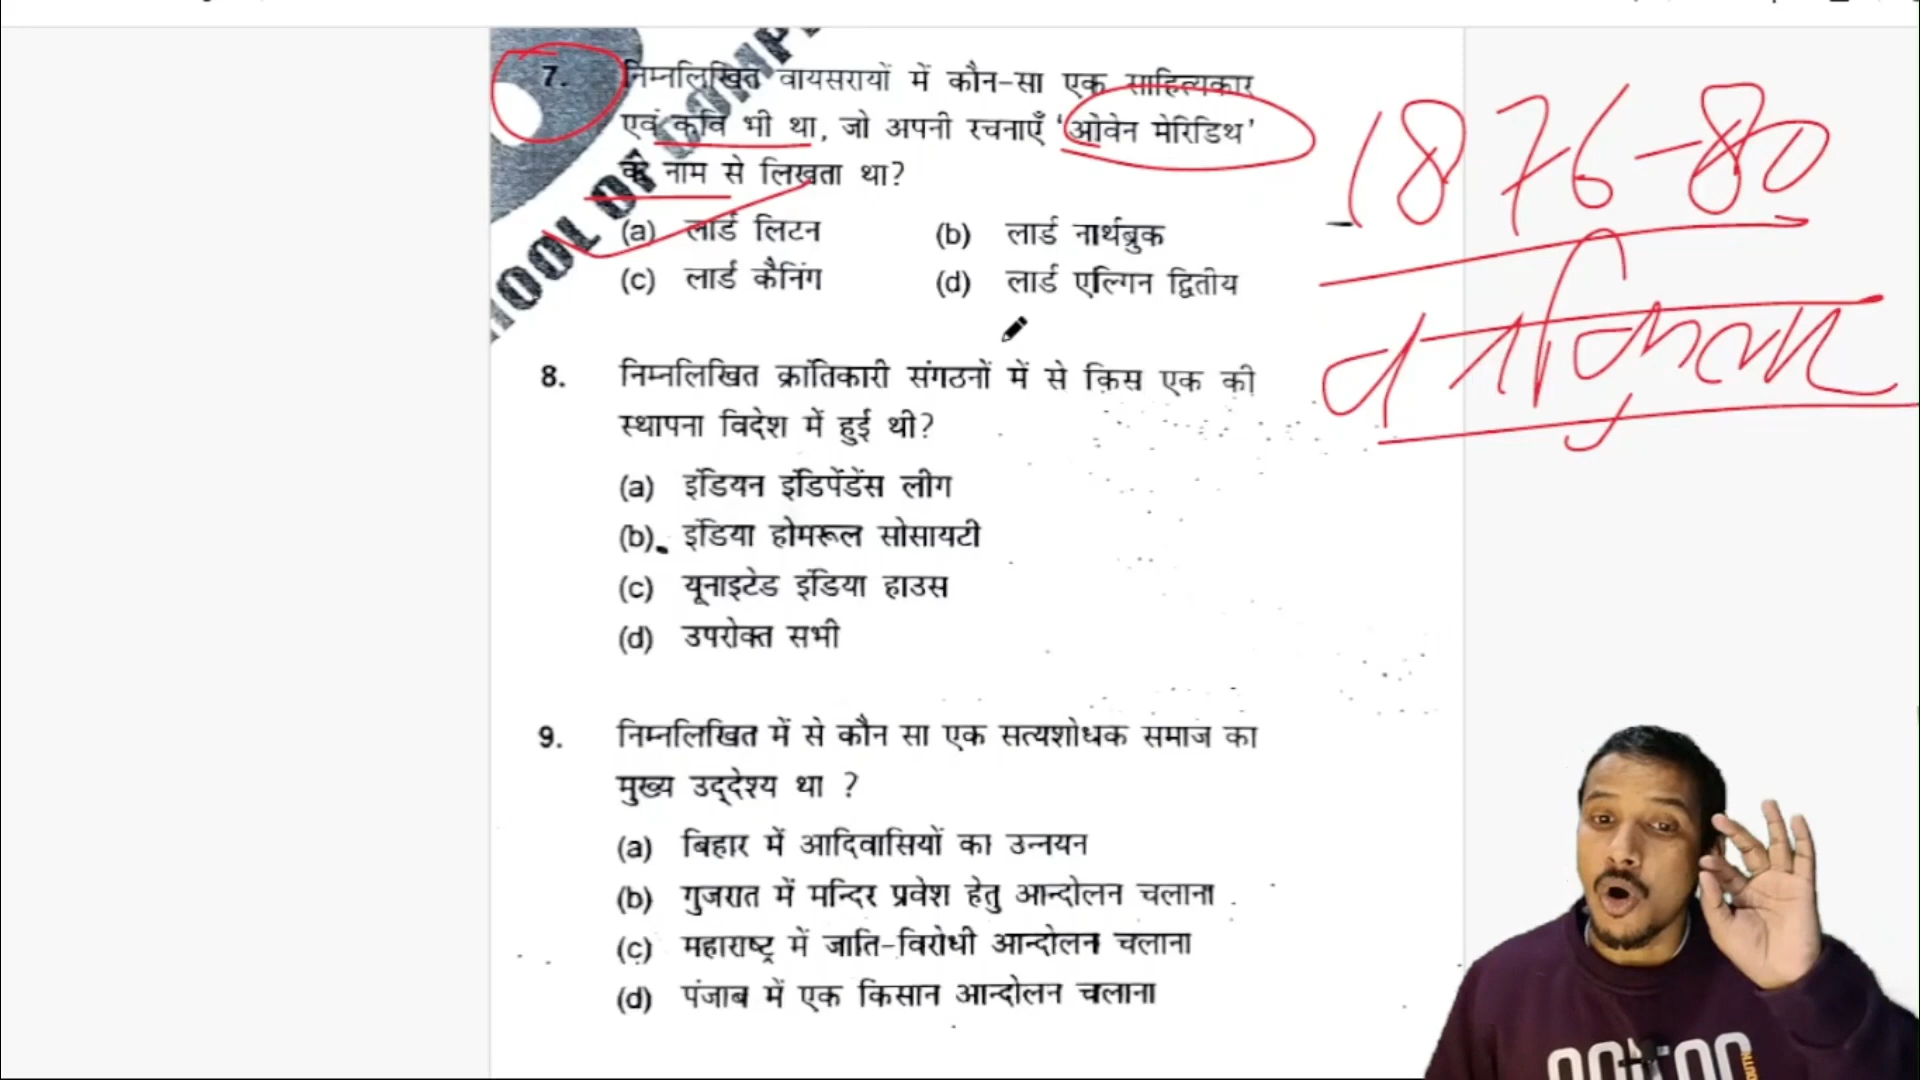 7. निम्नलिखित वायसरायों में कौन-सा एक साहित्यकार
एवं कवि भी था, जो अपनी रचनाएँ 'ओवेन मेरिडिथ'
के नाम से लिखता था?
(a) लार्ड लिटन (b) लार्ड नार्थब्रुक
(c) लार्ड कैनिंग (d) लार्ड एल्गिन द्वितीय
1876-80
8. निम्नलिखित क्रांतिकारी संगठनों में से किस एक की
स्थापना विदेश में हुई थी?
(a) इंडियन इंडिपेंडेंस लीग
(b) इंडिया होमरूल सोसायटी
(c) यूनाइटेड इंडिया हाउस
(d) उपरोक्त सभी
9. निम्नलिखित में से कौन सा एक सत्यशोधक समाज का
मुख्य उद्देश्य था ?
(a) बिहार में आदिवासियों का उन्नयन
(b) गुजरात में मन्दिर प्रवेश हेतु आन्दोलन चलाना
(c) महाराष्ट्र में जाति-विरोधी आन्दोलन चलाना
(d) पंजाब में एक किसान आन्दोलन चलाना